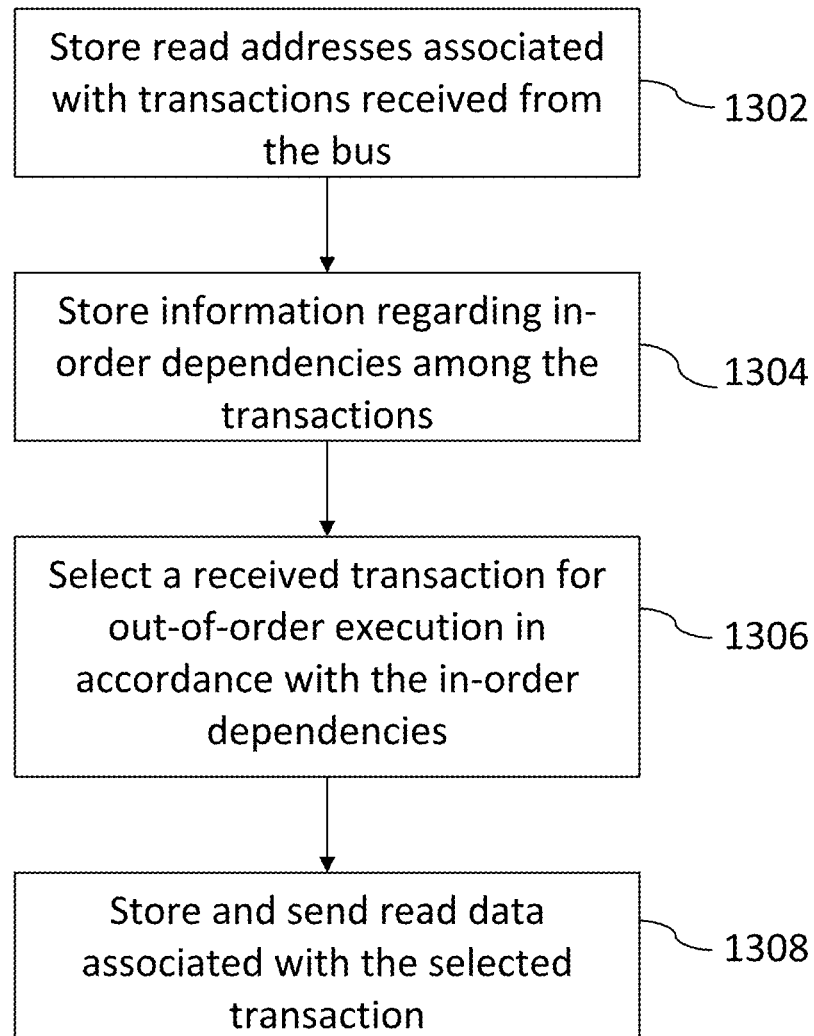 Store read addresses associated
with transactions received from
the bus
1302
Store information regarding in-
order dependencies among the
transactions
1304
Select a received transaction for
out-of-order execution in
accordance with the in-order
dependencies
1306
Store and send read data
associated with the selected
transaction
1308